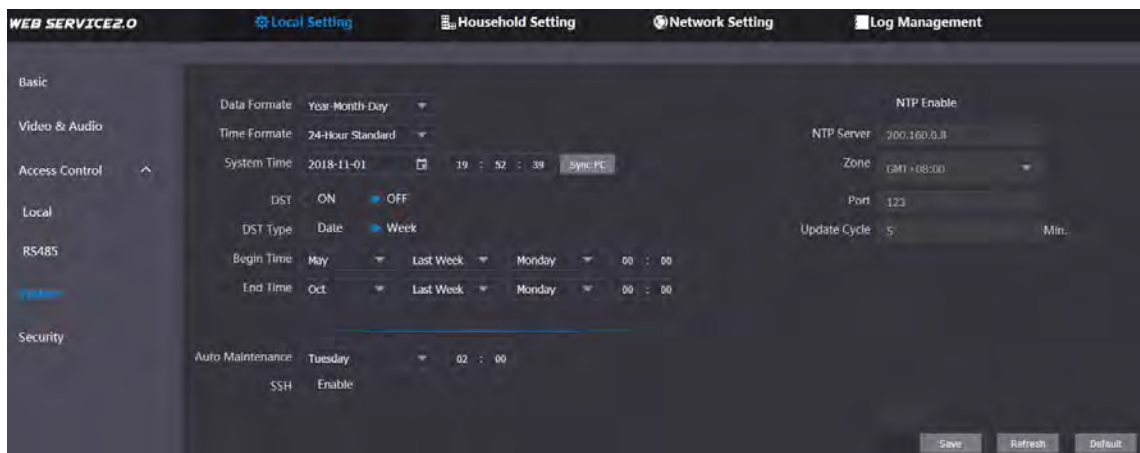 WEB SERVICE2.0 Local Setting Household Setting Network Setting Log Management
Basic
Video & Audio
Access Control
Local
RS485
System
Security
Data Formate Year-Month-Day
Time Formate 24-Hour Standard
System Time 2018-11-01 19 : 52 : 39 Sync PC
DST ON OFF
DST Type Date Week
Begin Time May Last Week Monday 00 : 00
End Time Oct Last Week Monday 00 : 00
Auto Maintenance Tuesday 02 : 00
SSH Enable
NTP Enable
NTP Server 200.160.0.8
Zone GMT+08:00
Port 123
Update Cycle 5 Min.
Save Refresh Default